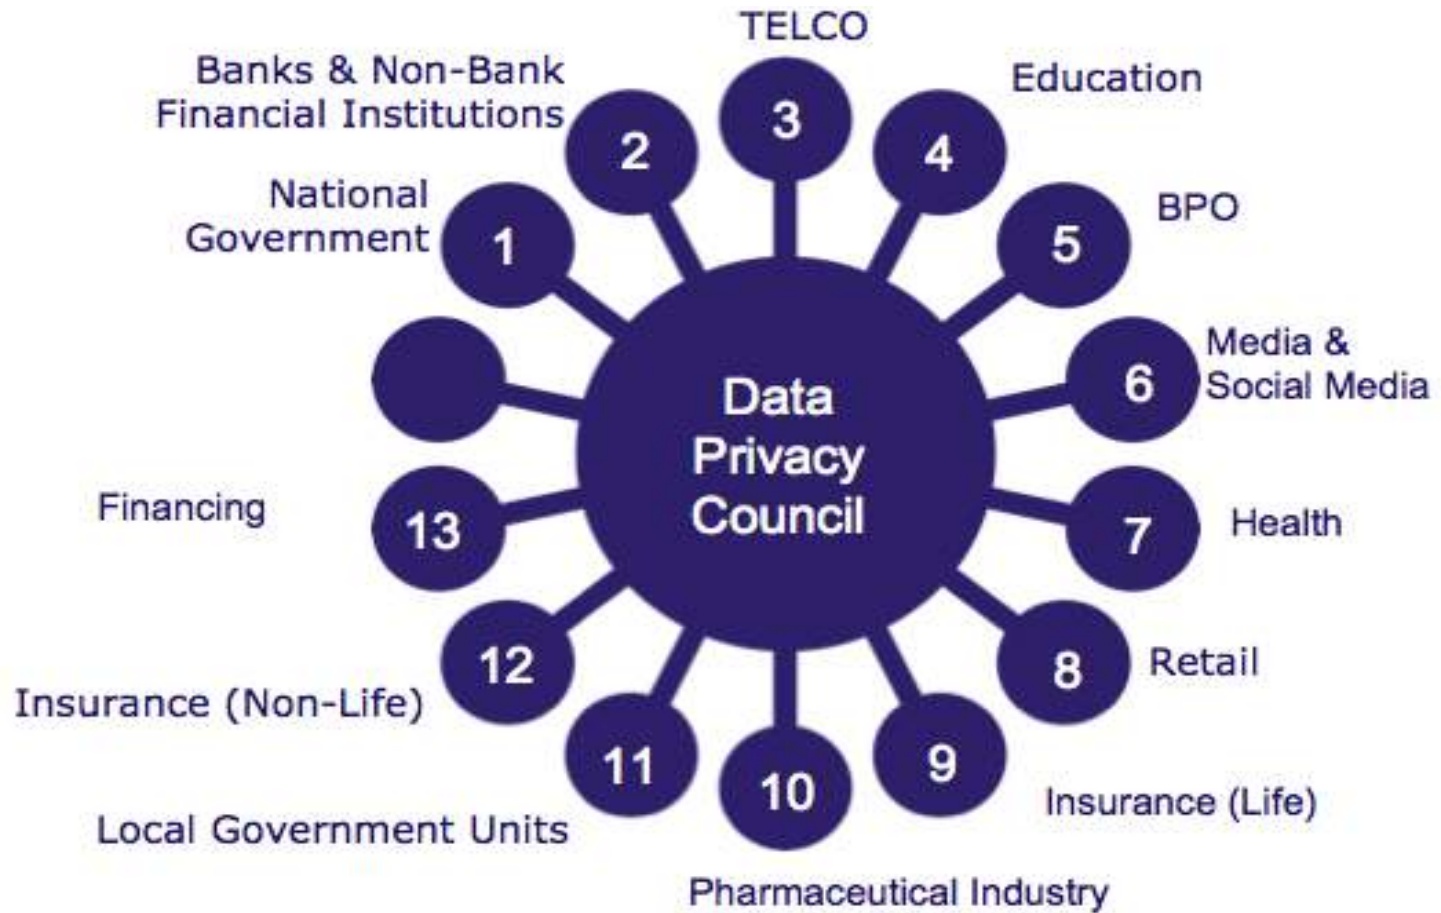 TELCO
Banks & Non-Bank
Financial Institutions
Education
3
2
4
National
Government
BPO
1
5
Media &
Social Media
6
Data
Privacy
Council
Financing
13
7
Health
12
8
Retail
Insurance (Non-Life)
11
10
9
Insurance (Life)
Local Government Units
Pharmaceutical Industry